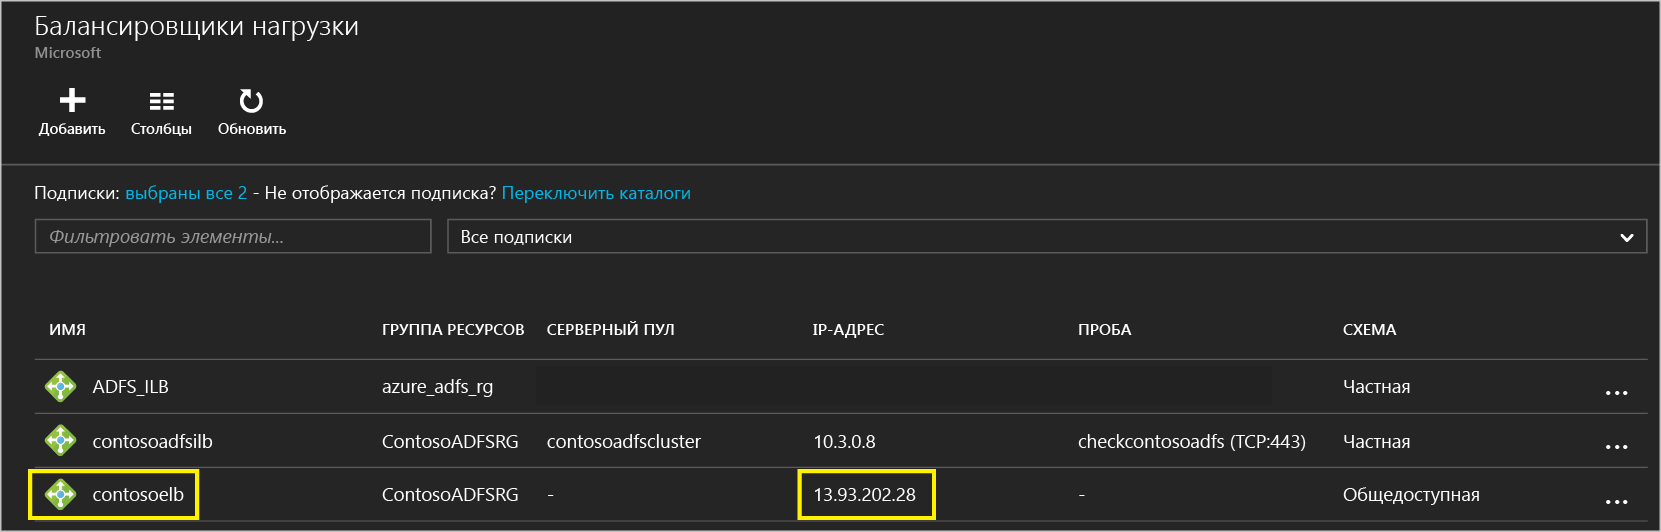 Балансировщики нагрузки
Microsoft
Добавить Столбцы Обновить
Подписки: выбраны все 2 - Не отображается подписка? Переключить каталоги
Фильтровать элементы... Все подписки
ИМЯ ГРУППА РЕСУРСОВ СЕРВЕРНЫЙ ПУЛ IP-АДРЕС ПРОБА СХЕМА
ADFS_ILB azure_adfs_rg Частная ...
contosoadfsilb ContosoADFSRG contosoadfscluster 10.3.0.8 checkcontosoadfs (TCP:443) Частная ...
contosoelb ContosoADFSRG - 13.93.202.28 - Общедоступная ...